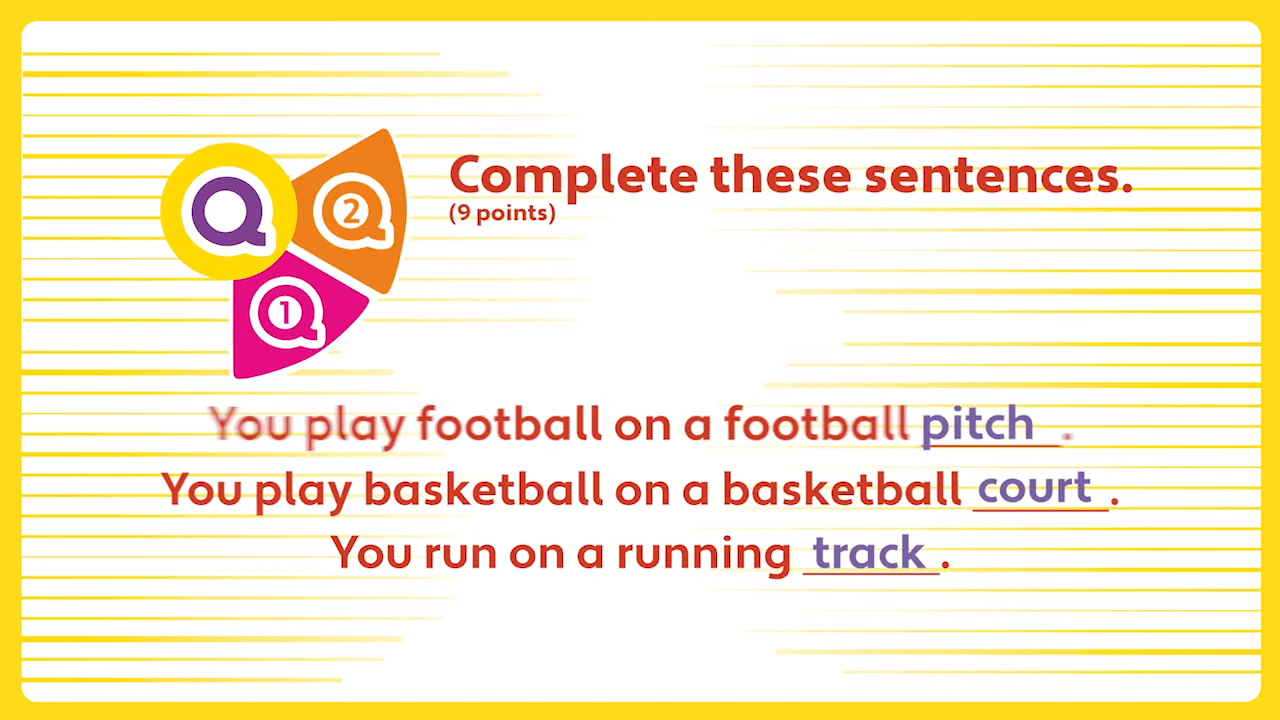 Q
2
1
Complete these sentences.
(9 points)
You play football on a football pitch.
You play basketball on a basketball court.
You run on a running track.